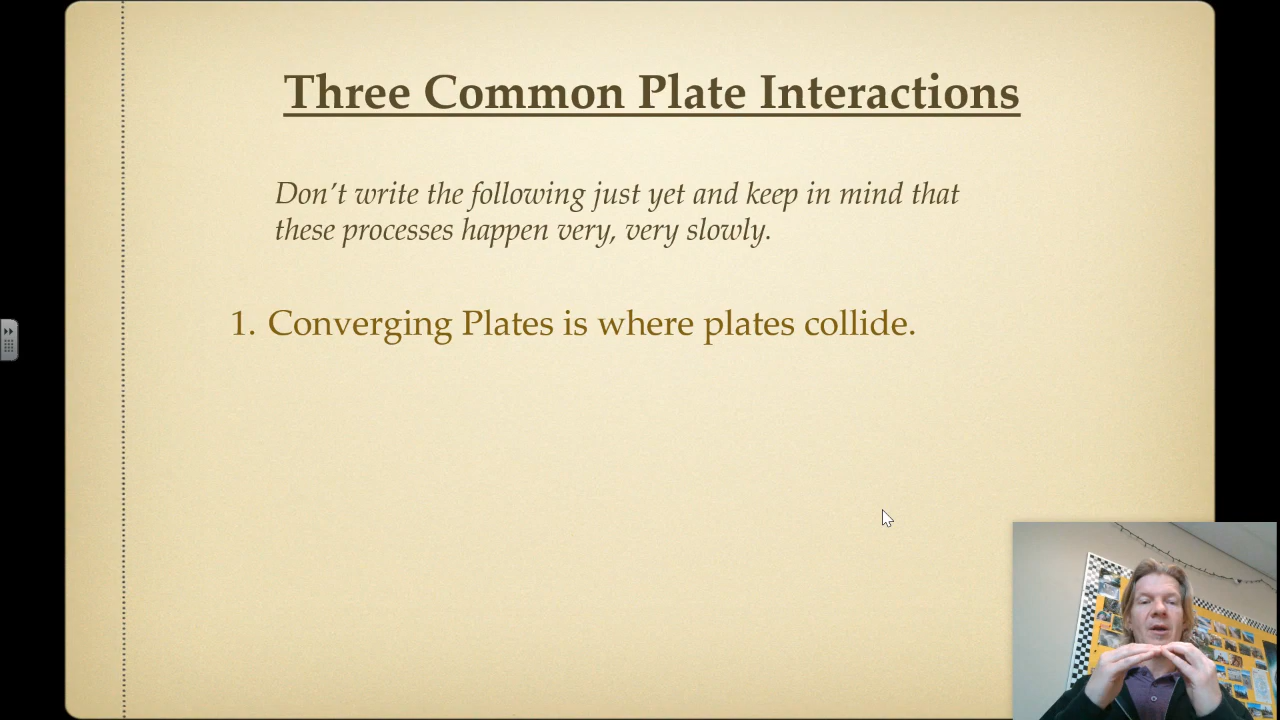 Three Common Plate Interactions
Don’t write the following just yet and keep in mind that
these processes happen very, very slowly.
1. Converging Plates is where plates collide.